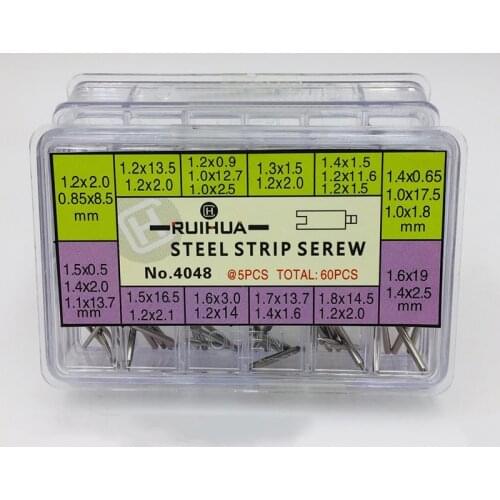 1.2x2.0
0.85x8.5
mm
1.2x13.5
1.2x2.0
1.2x0.9
1.0x12.7
1.0x2.5
1.3x1.5
1.2x2.0
1.4x1.5
1.2x11.6
1.2x1.5
1.4x0.65
1.0x17.5
1.0x1.8
mm
RUIHUA
STEEL STRIP SEREW
No.4048 @5PCS TOTAL:60PCS
1.5x0.5
1.4x2.0
1.1x13.7
mm
1.5x16.5
1.2x2.1
1.6x3.0
1.2x14
1.7x13.7
1.4x1.6
1.8x14.5
1.2x2.0
1.6x19
1.4x2.5
mm